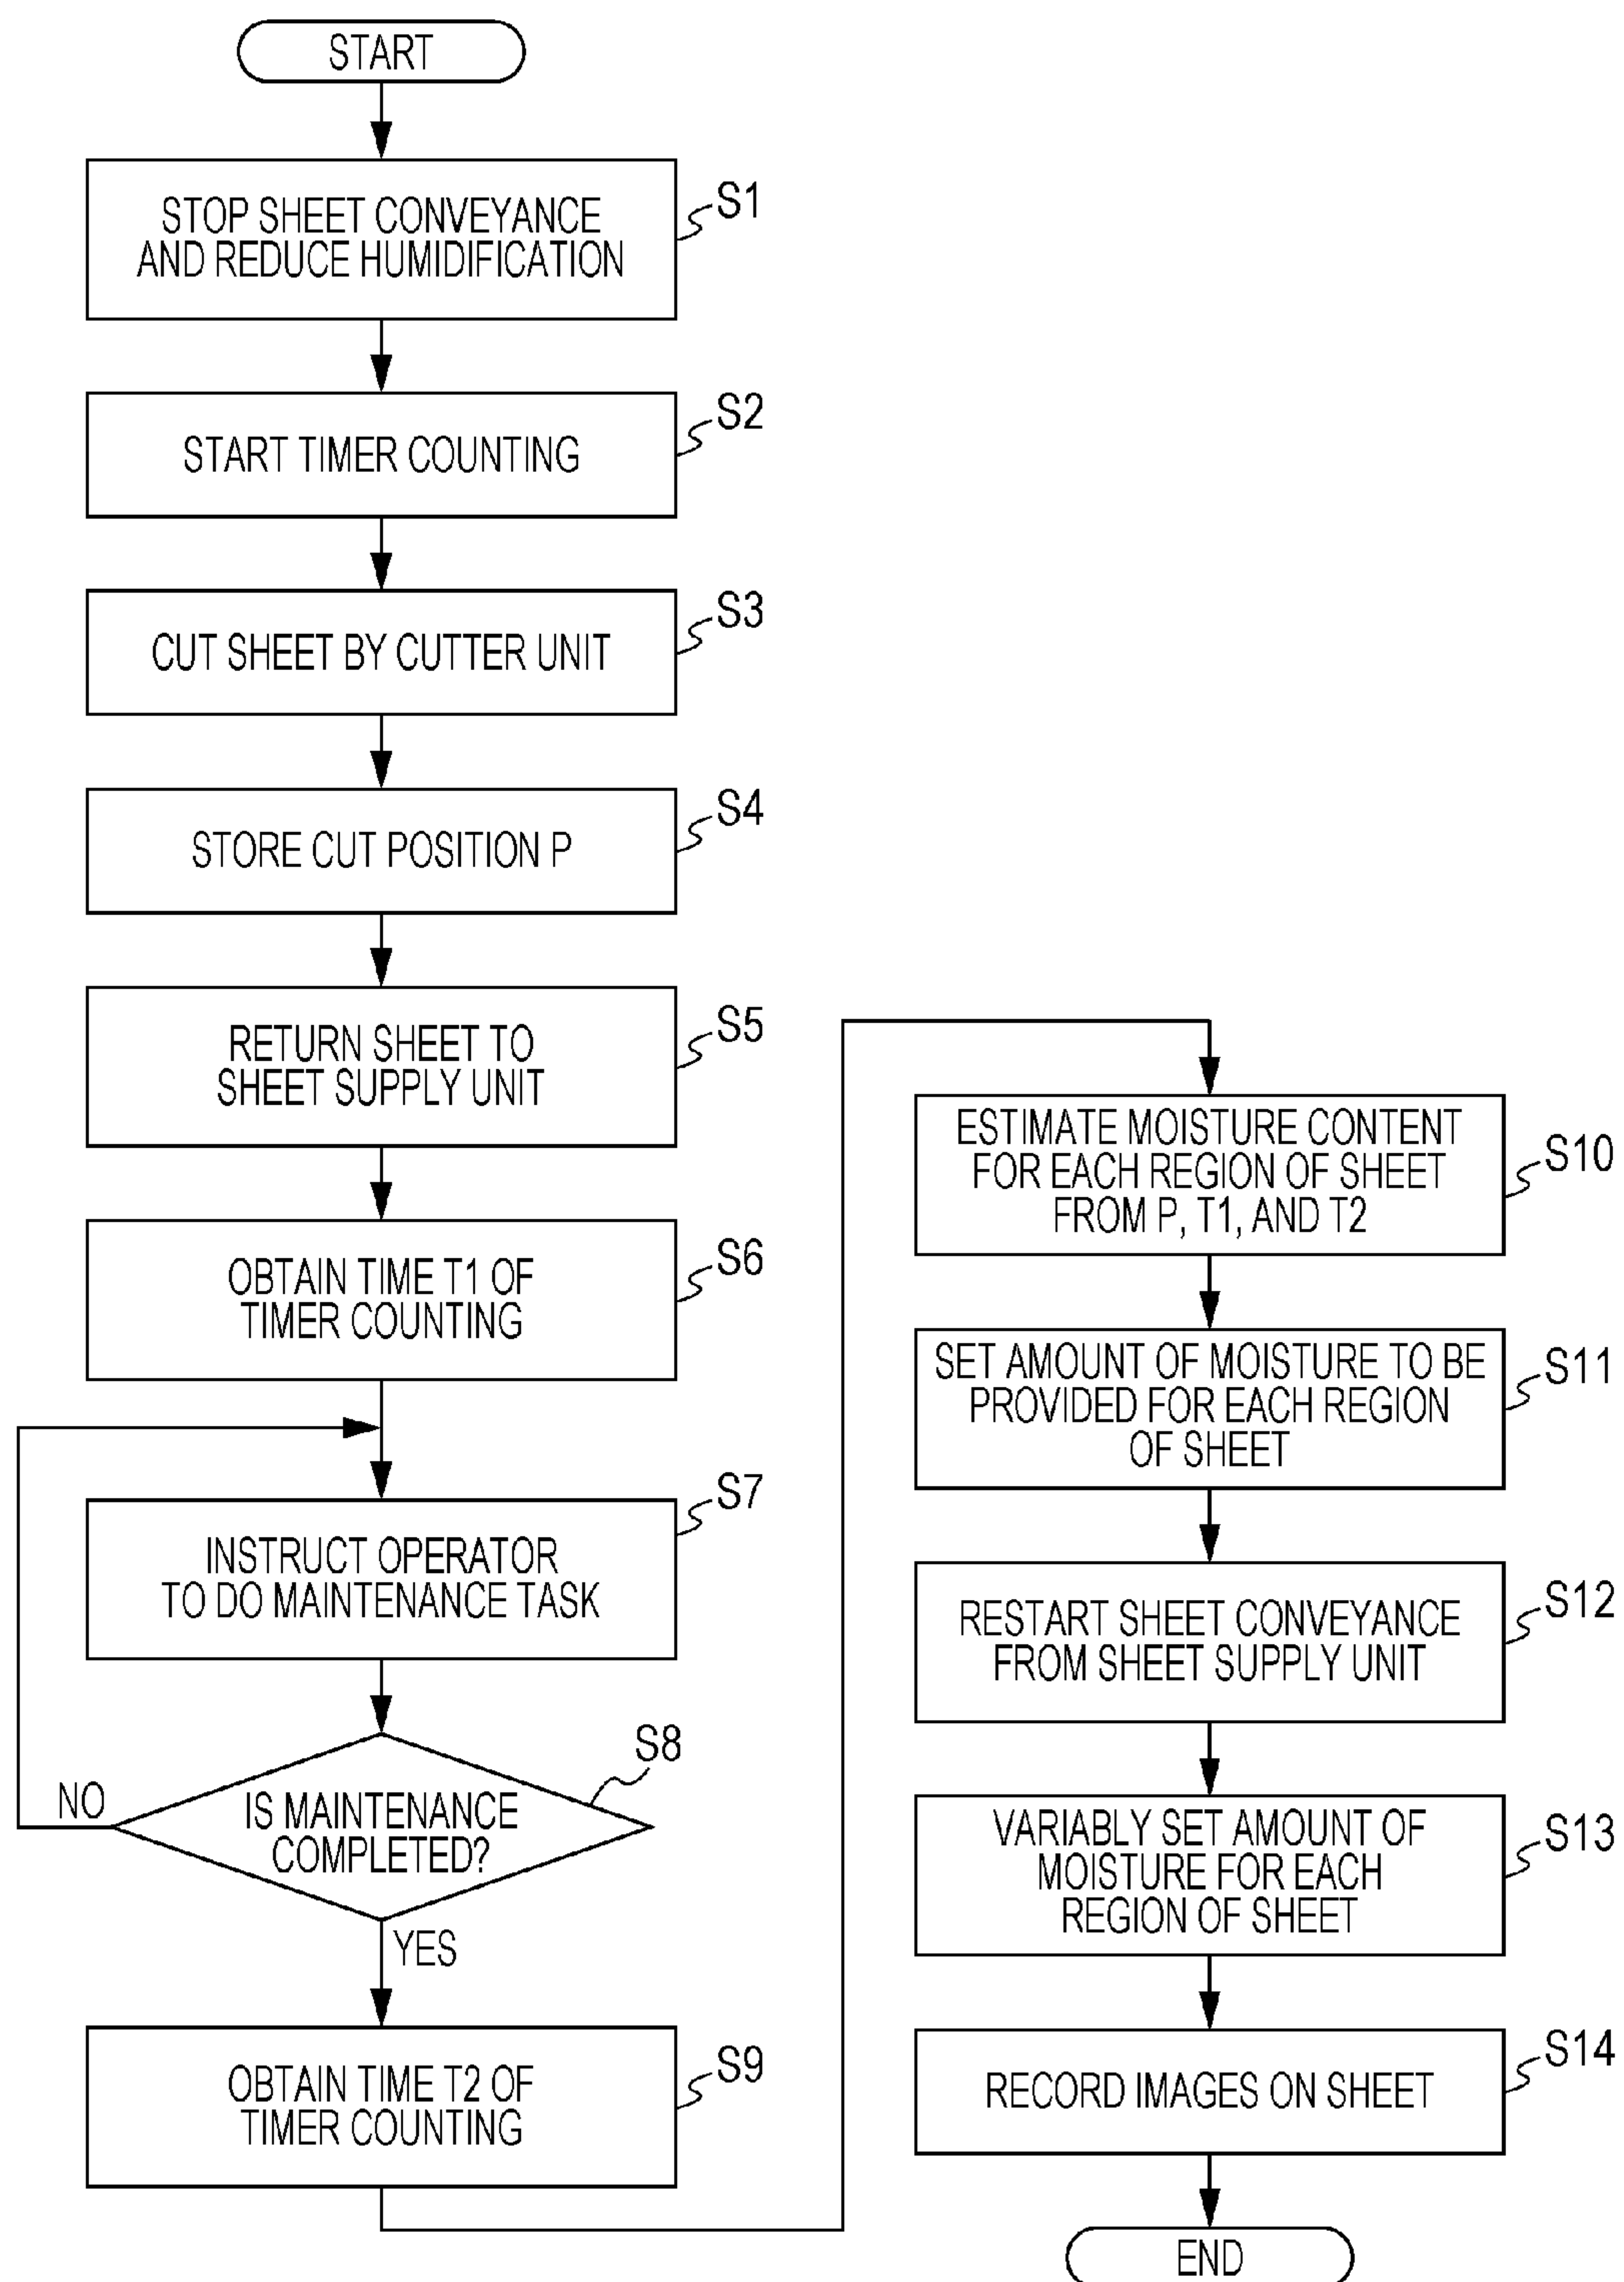 START
STOP SHEET CONVEYANCE
AND REDUCE HUMIDIFICATION
S1
START TIMER COUNTING
S2
CUT SHEET BY CUTTER UNIT
S3
STORE CUT POSITION P
S4
RETURN SHEET TO
SHEET SUPPLY UNIT
S5
OBTAIN TIME T1 OF
TIMER COUNTING
S6
INSTRUCT OPERATOR
TO DO MAINTENANCE TASK
S7
IS MAINTENANCE
COMPLETED?
S8
NO
YES
OBTAIN TIME T2 OF
TIMER COUNTING
S9
ESTIMATE MOISTURE CONTENT
FOR EACH REGION OF SHEET
FROM P, T1, AND T2
S10
SET AMOUNT OF MOISTURE TO BE
PROVIDED FOR EACH REGION
OF SHEET
S11
RESTART SHEET CONVEYANCE
FROM SHEET SUPPLY UNIT
S12
VARIABLY SET AMOUNT OF
MOISTURE FOR EACH
REGION OF SHEET
S13
RECORD IMAGES ON SHEET
S14
END